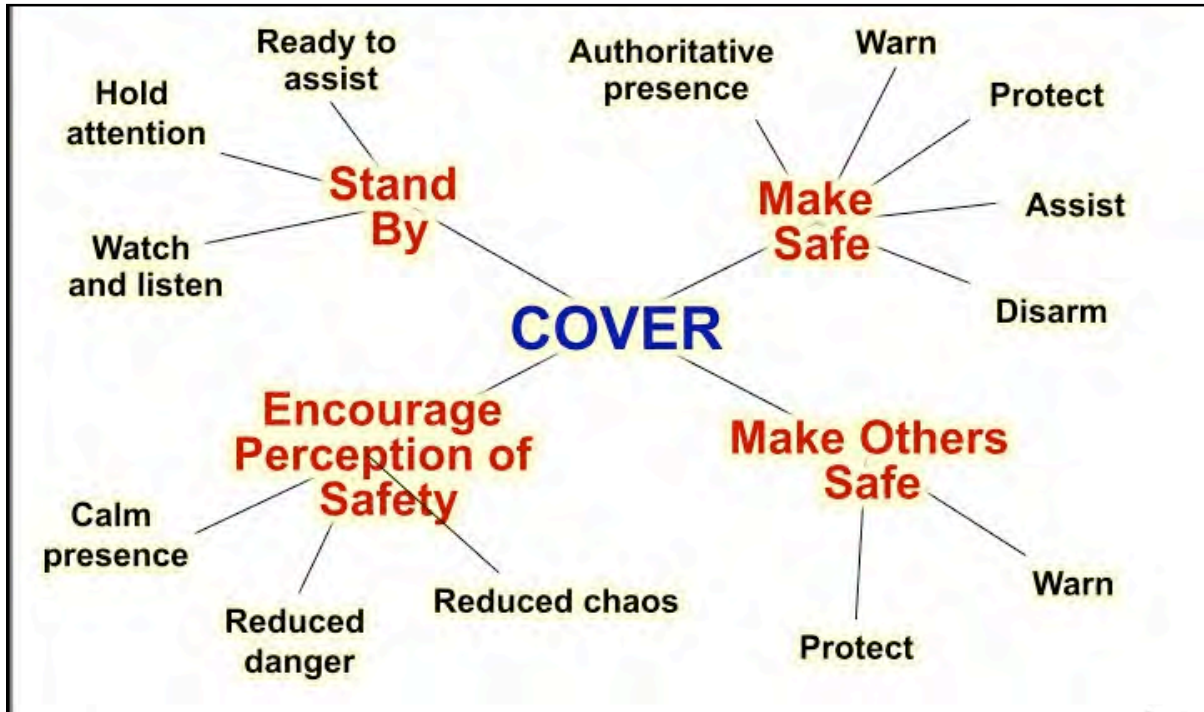 Ready to
assist
Hold
attention
Stand
By
Watch
and listen
Authoritative
presence
Warn
Protect
Make
Safe
Assist
Disarm
COVER
Encourage
Perception of
Safety
Calm
presence
Reduced
danger
Reduced chaos
Make Others
Safe
Warn
Protect